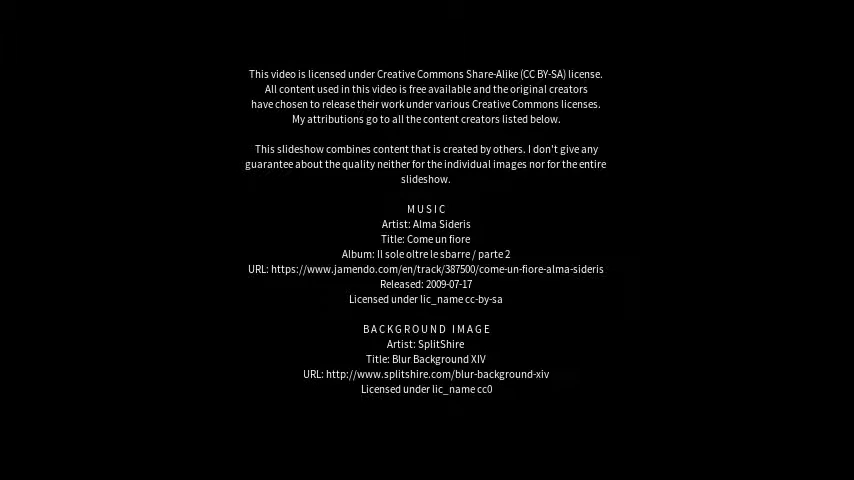 This video is licensed under Creative Commons Share-Alike (CC BY-SA) license.
All content used in this video is free available and the original creators
have chosen to release their work under various Creative Commons licenses.
My attributions go to all the content creators listed below.
This slideshow combines content that is created by others. I don't give any
guarantee about the quality neither for the individual images nor for the entire
slideshow.
MUSIC
Artist: Alma Sideris
Title: Come un fiore
Album: Il sole oltre le sbarre / parte 2
URL: https://www.jamendo.com/en/track/387500/come-un-fiore-alma-sideris
Released: 2009-07-17
Licensed under lic_name cc-by-sa
BACKGROUND IMAGE
Artist: SplitShire
Title: Blur Background XIV
URL: http://www.splitshire.com/blur-background-xiv
Licensed under lic_name cc0